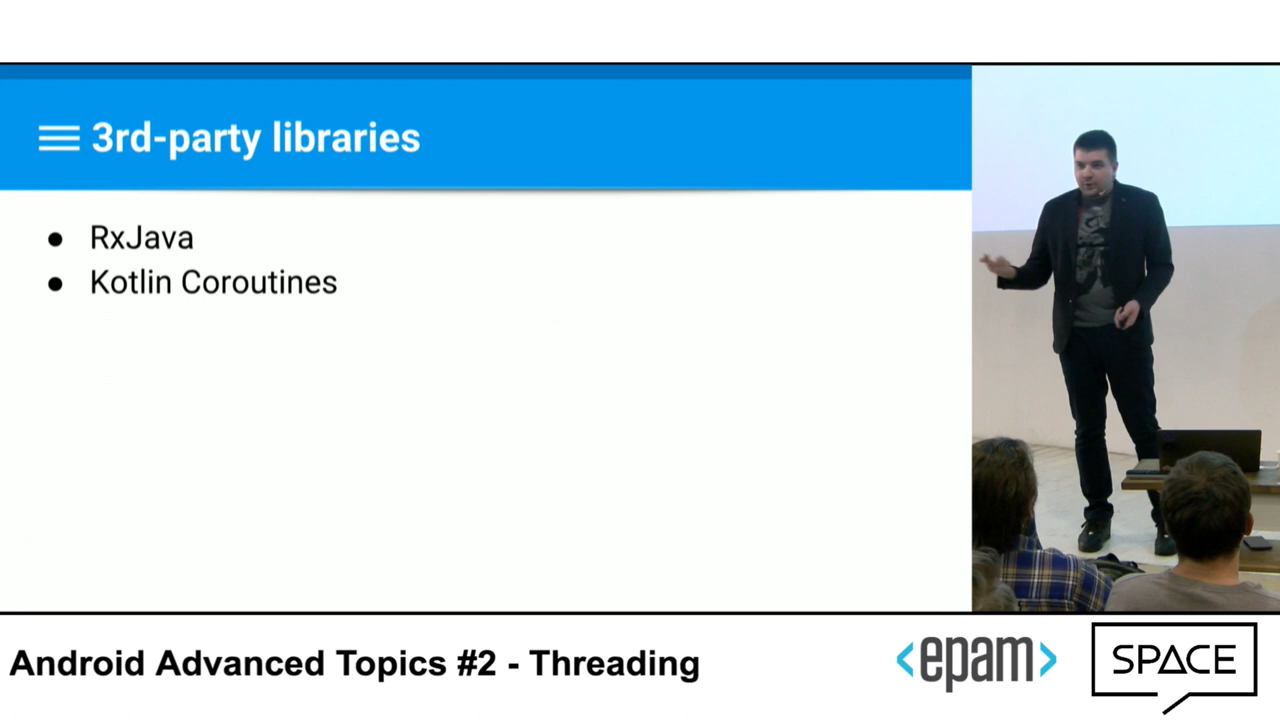 3rd-party libraries
● RxJava
● Kotlin Coroutines
Android Advanced Topics #2 - Threading
<epam>
SPACE